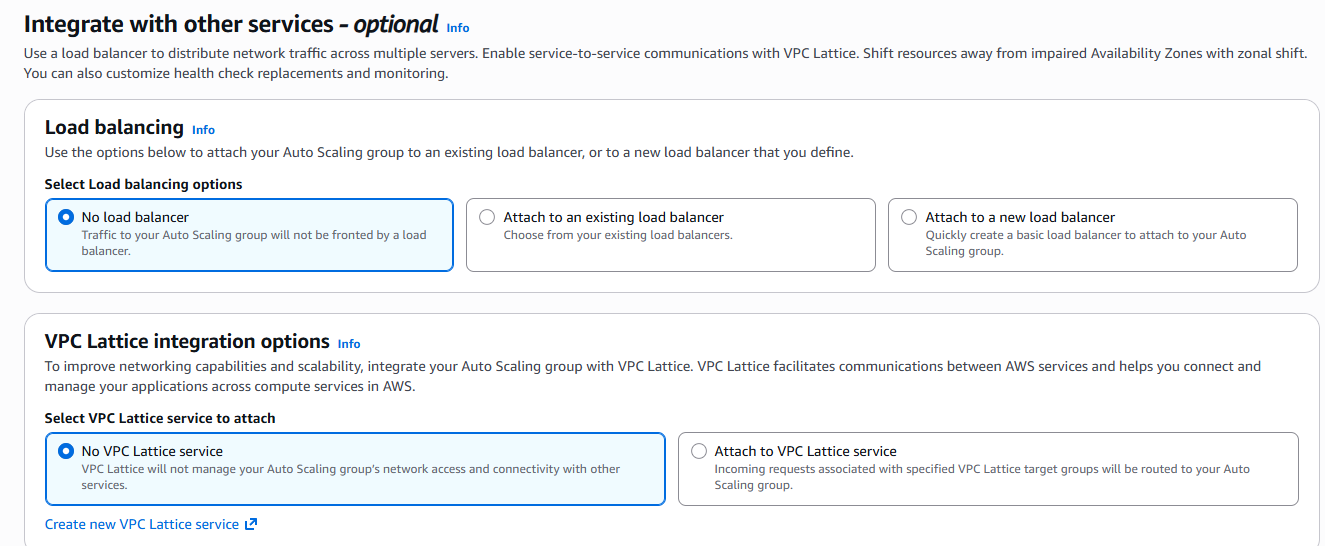 Integrate with other services - optional Info
Use a load balancer to distribute network traffic across multiple servers. Enable service-to-service communications with VPC Lattice. Shift resources away from impaired Availability Zones with zonal shift.
You can also customize health check replacements and monitoring.
Load balancing Info
Use the options below to attach your Auto Scaling group to an existing load balancer, or to a new load balancer that you define.
Select Load balancing options
No load balancer
Traffic to your Auto Scaling group will not be fronted by a load
balancer.
Attach to an existing load balancer
Choose from your existing load balancers.
Attach to a new load balancer
Quickly create a basic load balancer to attach to your Auto
Scaling group.
VPC Lattice integration options Info
To improve networking capabilities and scalability, integrate your Auto Scaling group with VPC Lattice. VPC Lattice facilitates communications between AWS services and helps you connect and
manage your applications across compute services in AWS.
Select VPC Lattice service to attach
No VPC Lattice service
VPC Lattice will not manage your Auto Scaling group's network access and connectivity with other
services.
Attach to VPC Lattice service
Incoming requests associated with specified VPC Lattice target groups will be routed to your Auto
Scaling group.
Create new VPC Lattice service